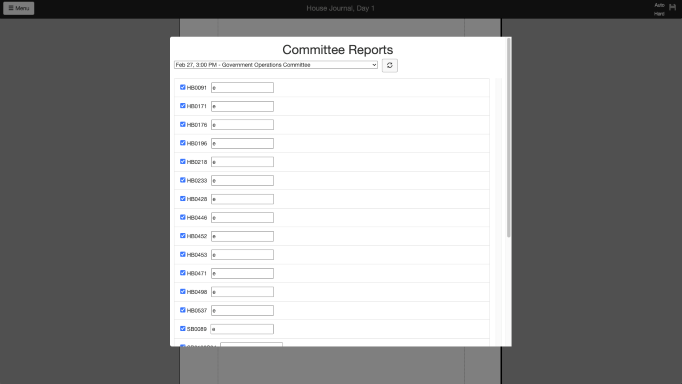 Menu
House Journal, Day 1
Auto
Hard
Committee Reports
Feb 27, 3:00 PM - Government Operations Committee
HB0091 e
HB0171 e
HB0176 e
HB0196 e
HB0218 e
HB0233 e
HB0428 e
HB0446 e
HB0452 e
HB0453 e
HB0471 e
HB0498 e
HB0537 e
SB0089 e